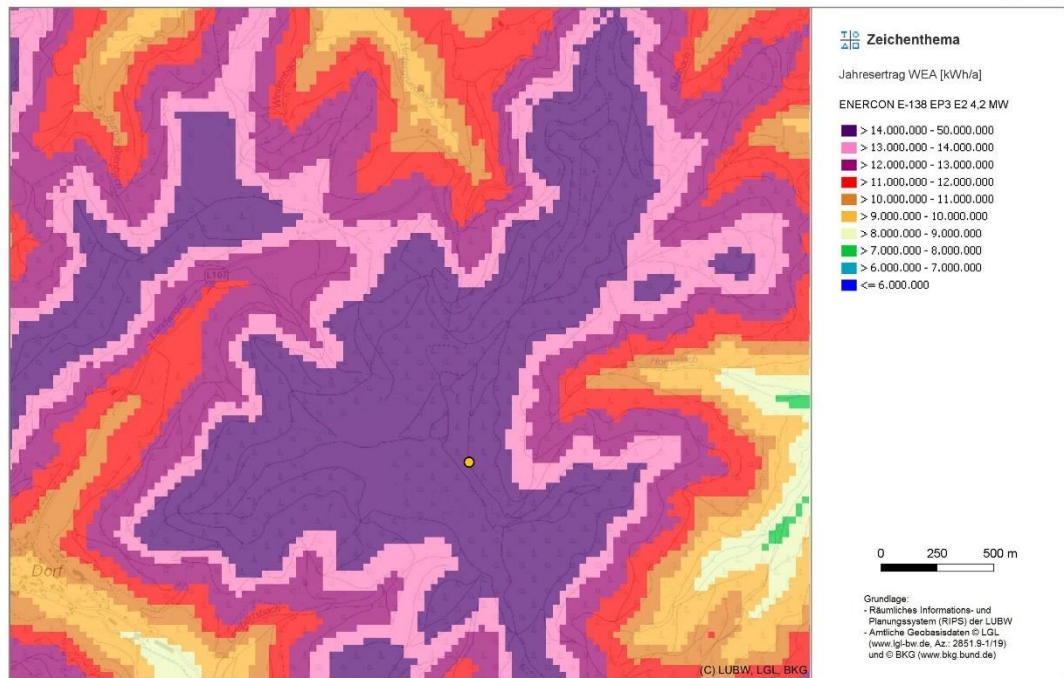 Zeichenthema
Jahresertrag WEA [kWh/a]
ENERCON E-138 EP3 E2 4,2 MW
> 14.000.000 - 50.000.000
> 13.000.000 - 14.000.000
> 12.000.000 - 13.000.000
> 11.000.000 - 12.000.000
> 10.000.000 - 11.000.000
> 9.000.000 - 10.000.000
> 8.000.000 - 9.000.000
> 7.000.000 - 8.000.000
> 6.000.000 - 7.000.000
<= 6.000.000
Dorf
0 250 500 m
Grundlage:
- Räumliches Informations- und
Planungssystem (RIPS) der LUBW
- Amtliche Geobasisdaten © LGL
(www.lgl-bw.de, Az.: 2851.9-1/19)
und © BKG (www.bkg.bund.de)
(C) LUBW, LGL, BKG